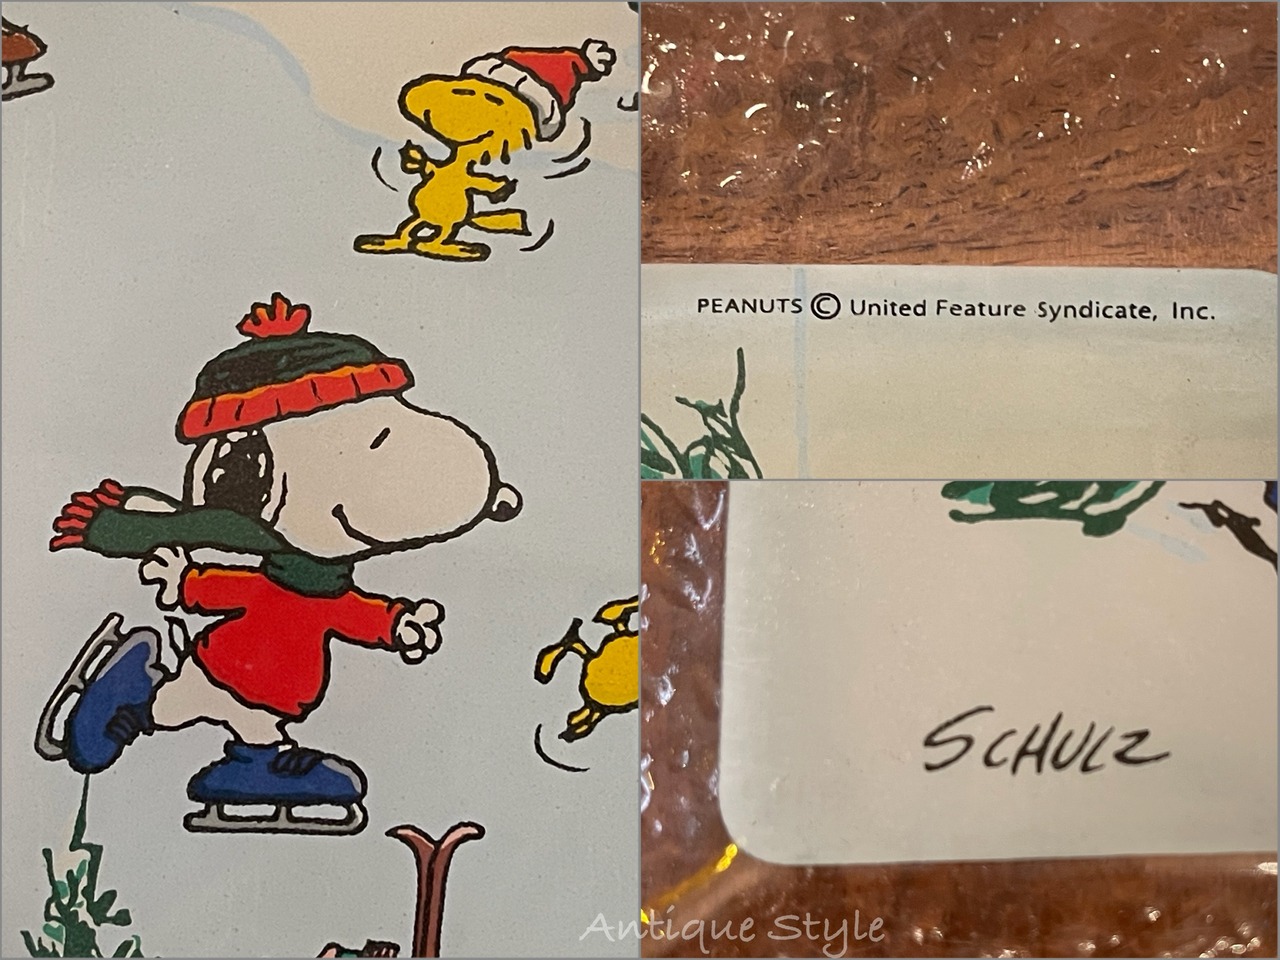 PEANUTS © United Feature Syndicate, Inc.
SCHULZ
Antique Style